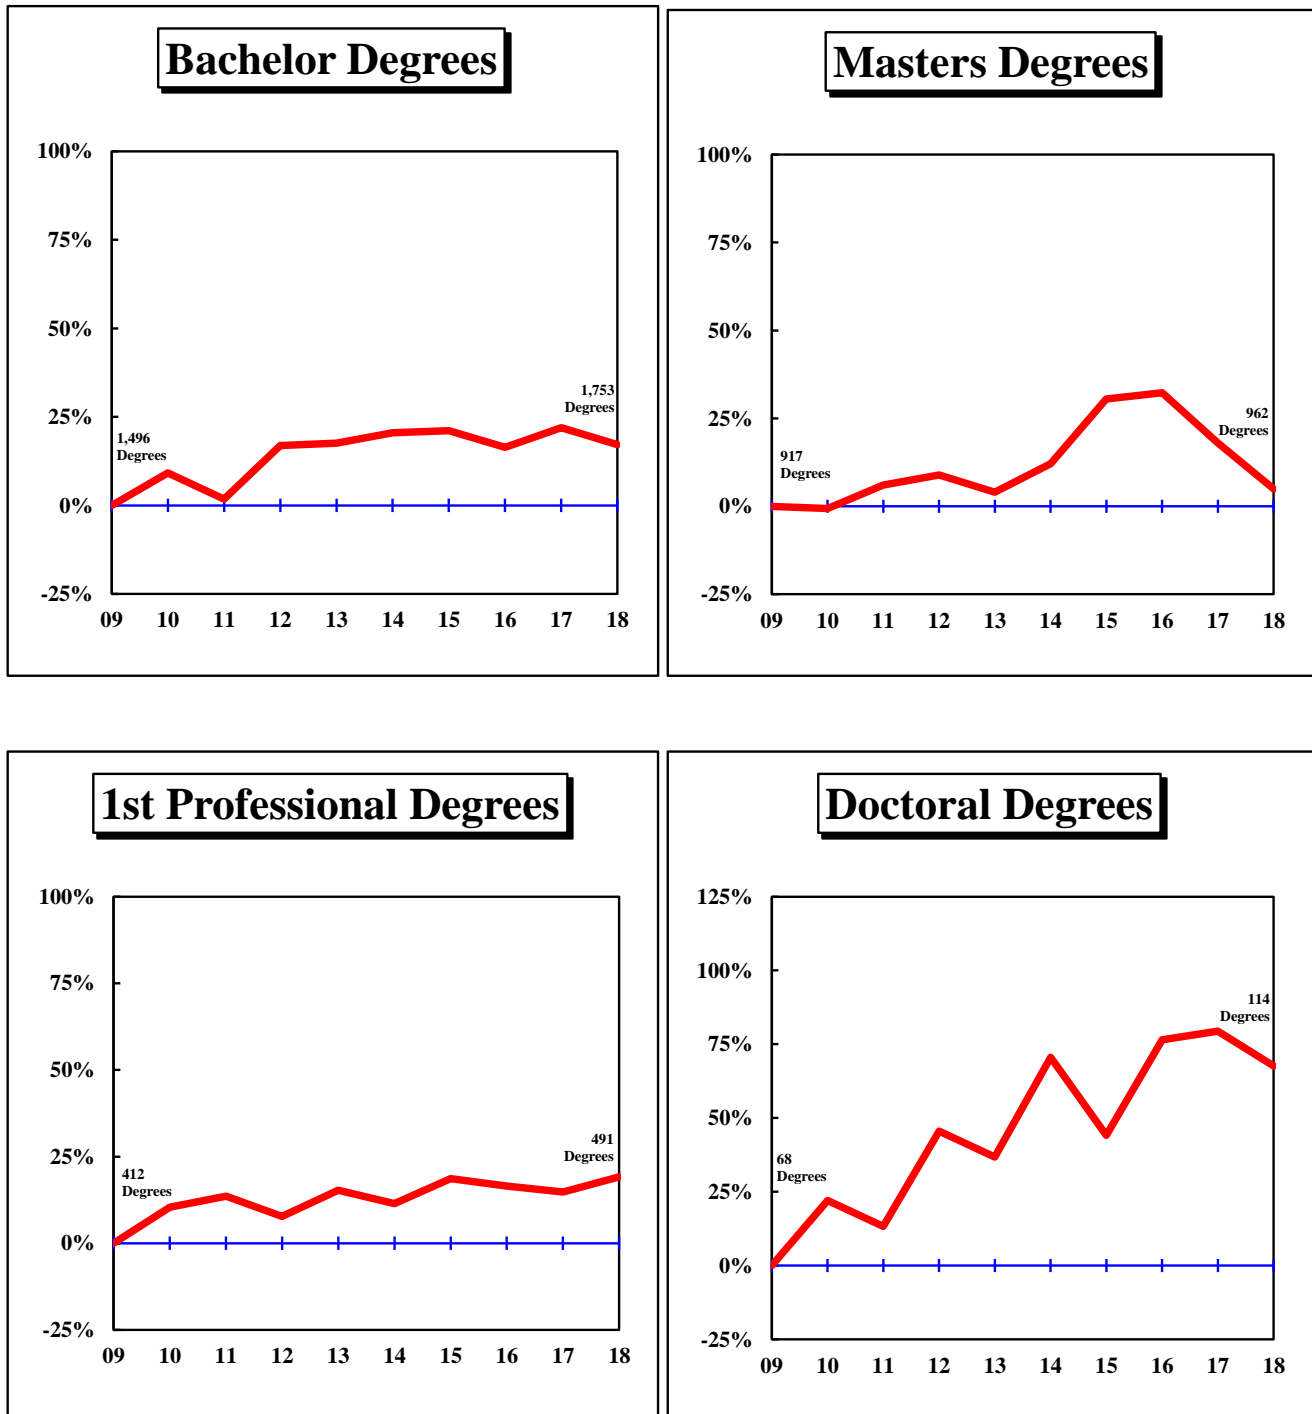 Bachelor Degrees
100%
75%
50%
25%
0%
-25%
1,496
Degrees
1,753
Degrees
09 10 11 12 13 14 15 16 17 18
Masters Degrees
100%
75%
50%
25%
0%
-25%
917
Degrees
962
Degrees
09 10 11 12 13 14 15 16 17 18
1st Professional Degrees
100%
75%
50%
25%
0%
-25%
412
Degrees
491
Degrees
09 10 11 12 13 14 15 16 17 18
Doctoral Degrees
125%
100%
75%
50%
25%
0%
-25%
68
Degrees
114
Degrees
09 10 11 12 13 14 15 16 17 18